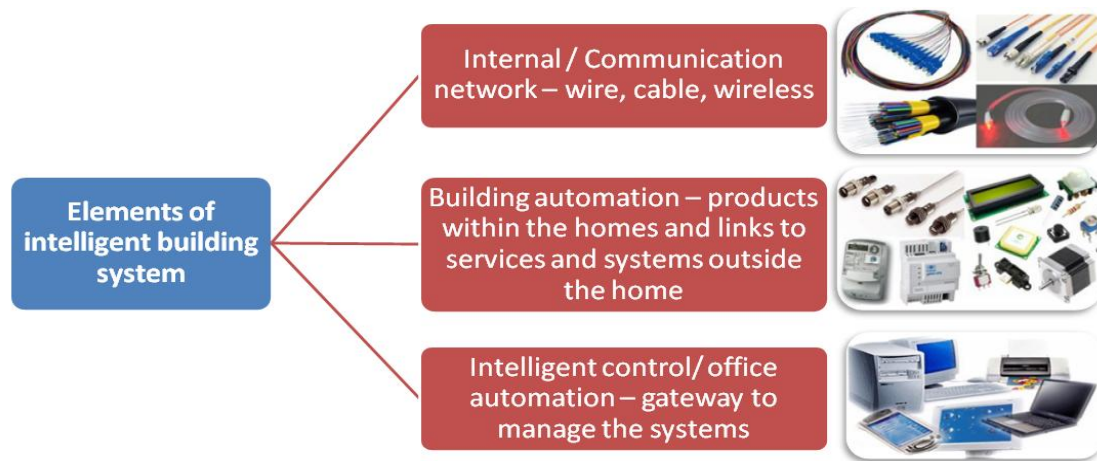 Elements of
intelligent building
system
Internal / Communication
network – wire, cable, wireless
Building automation – products
within the homes and links to
services and systems outside
the home
Intelligent control/ office
automation – gateway to
manage the systems